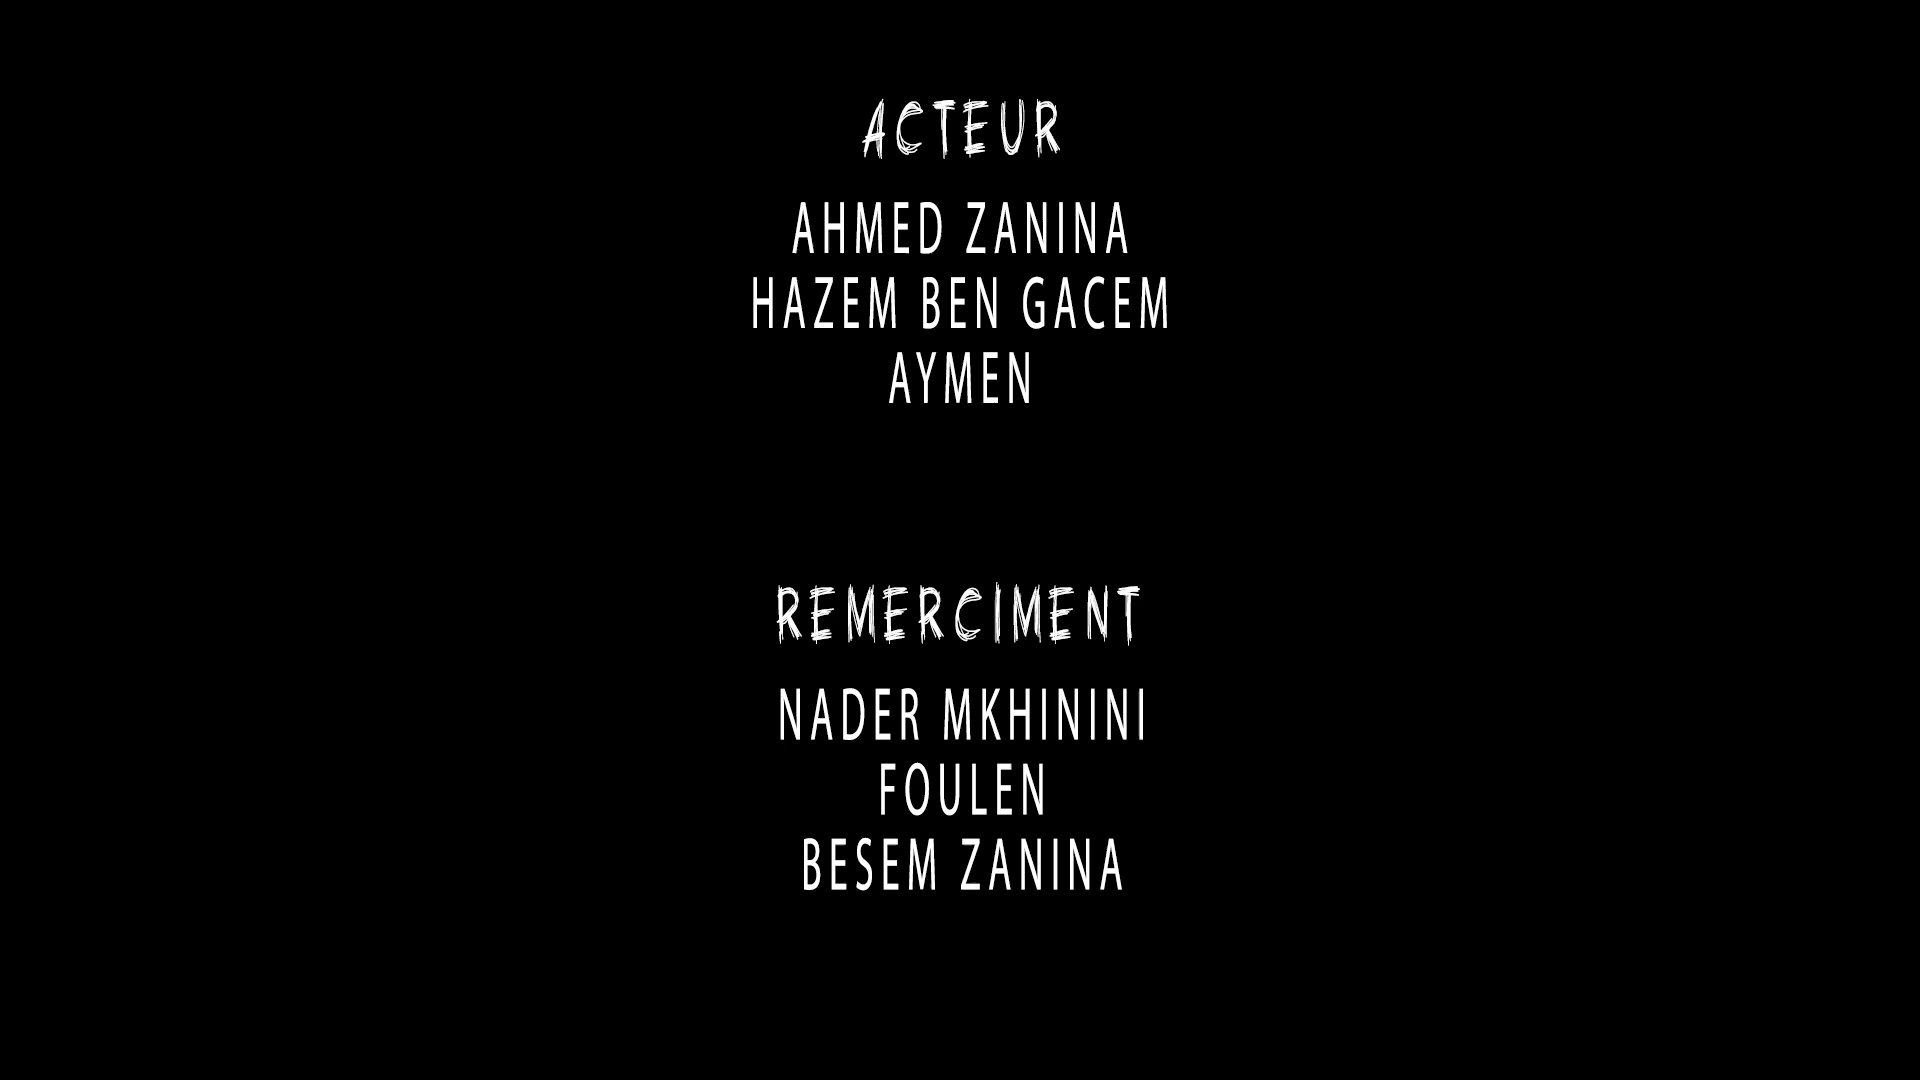 ACTEUR
AHMED ZANINA
HAZEM BEN GACEM
AYMEN
REMERCIMENT
NADER MKHININI
FOULEN
BESEM ZANINA